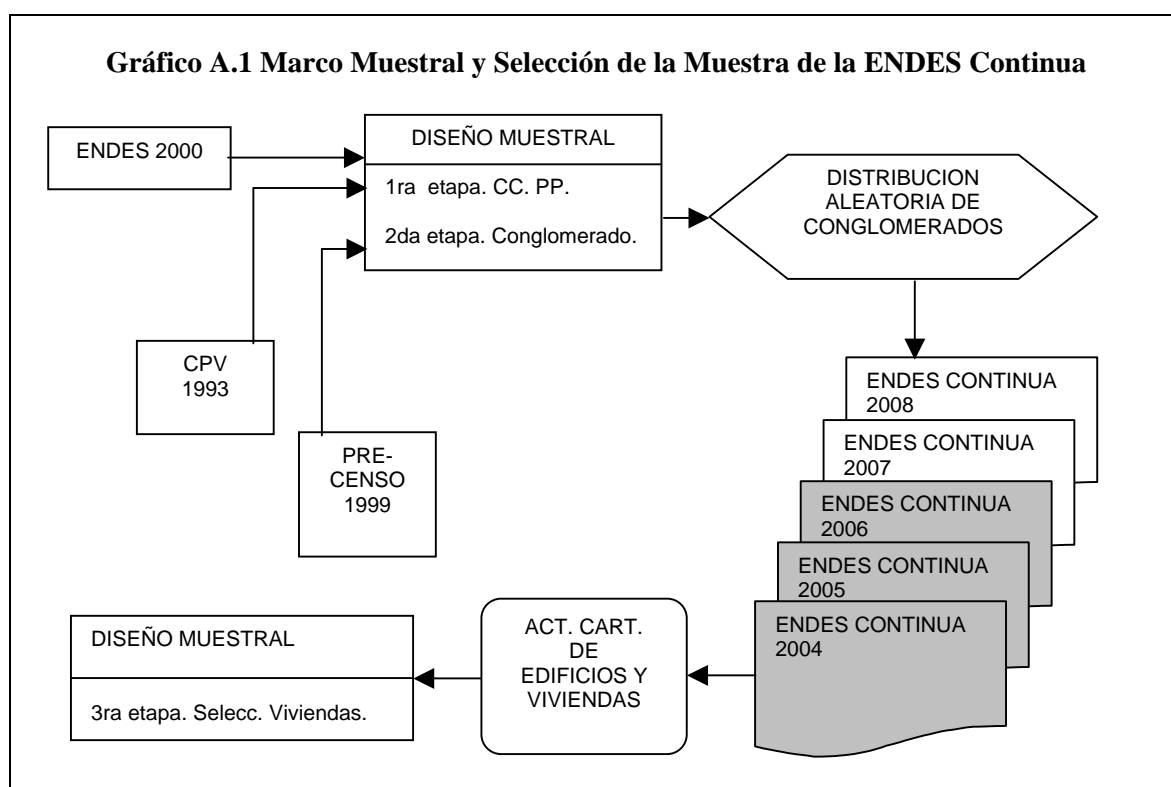 Gráfico A.1 Marco Muestral y Selección de la Muestra de la ENDES Continua
ENDES 2000
DISEÑO MUESTRAL
1ra etapa. CC. PP.
2da etapa. Conglomerado.
DISTRIBUCION
ALEATORIA DE
CONGLOMERADOS
CPV
1993
PRE-
CENSO
1999
ENDES CONTINUA
2008
ENDES CONTINUA
2007
ENDES CONTINUA
2006
ENDES CONTINUA
2005
ENDES CONTINUA
2004
ACT. CART.
DE
EDIFICIOS Y
VIVIENDAS
DISEÑO MUESTRAL
3ra etapa. Selecc. Viviendas.